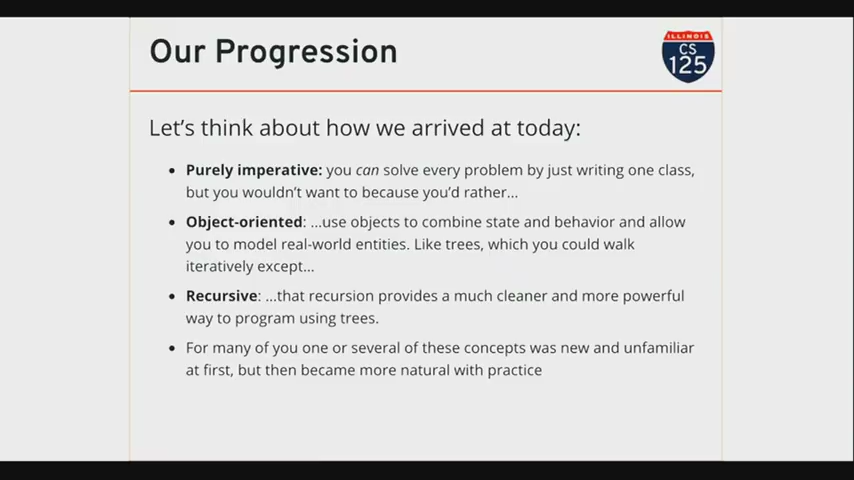 Our Progression
ILLINOIS
CS
125
Let's think about how we arrived at today:
• Purely imperative: you can solve every problem by just writing one class,
but you wouldn't want to because you'd rather...
• Object-oriented: ...use objects to combine state and behavior and allow
you to model real-world entities. Like trees, which you could walk
iteratively except...
• Recursive: ...that recursion provides a much cleaner and more powerful
way to program using trees.
• For many of you one or several of these concepts was new and unfamiliar
at first, but then became more natural with practice